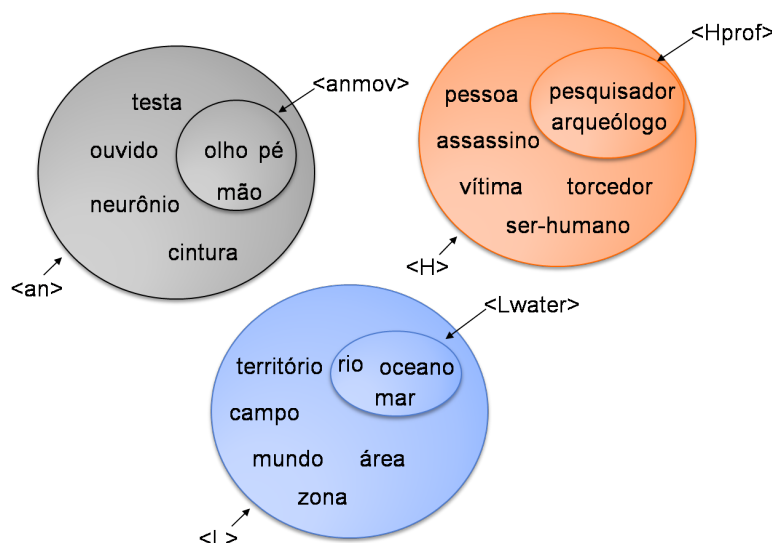 <anmov>
testa
ouvido
olho pé
mão
neurônio
cintura
<an>
<Hprof>
pessoa
pesquisador
arqueólogo
assassino
vítima
torcedor
ser-humano
<H>
<Lwater>
território
rio
oceano
mar
campo
mundo
área
zona
<L>